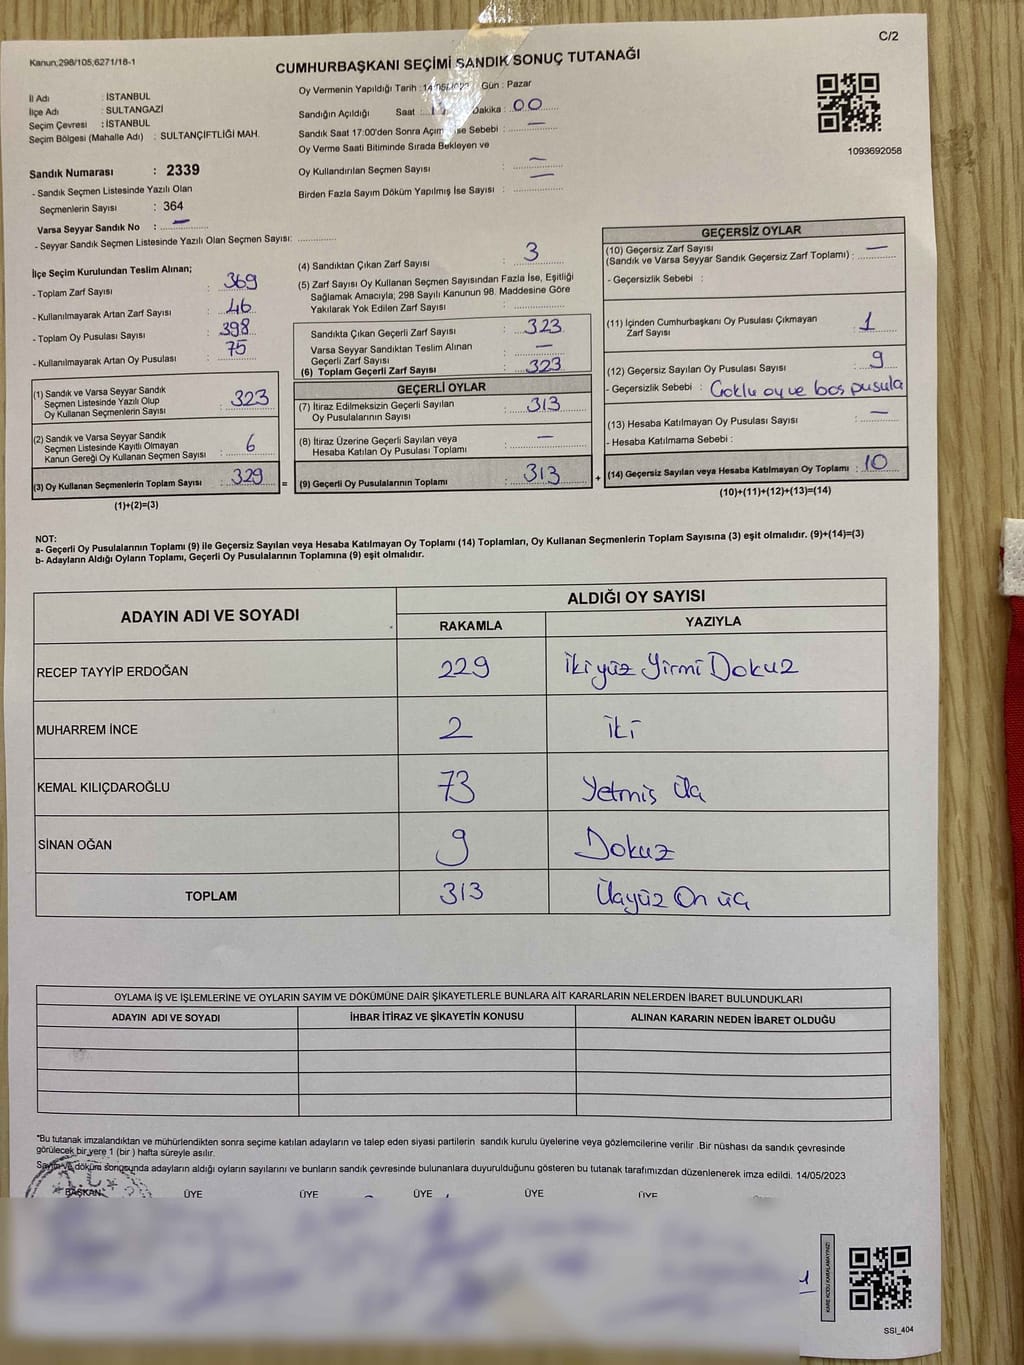 C/2
Kanun;298/105;6271/18-1
CUMHURBAŞKANI SEÇİMİ SANDIK SONUÇ TUTANAĞI
1093692058
İl Adı : İSTANBUL
İlçe Adı : SULTANGAZİ
Seçim Çevresi : İSTANBUL
Seçim Bölgesi (Mahalle Adı) : SULTANÇİFTLİĞİ MAH.
Sandık Numarası : 2339
- Sandık Seçmen Listesinde Yazılı Olan
Seçmenlerin Sayısı : 364
Varsa Seyyar Sandık No : —
- Seyyar Sandık Seçmen Listesinde Yazılı Olan Seçmen Sayısı:
Oy Vermenin Yapıldığı Tarih : 14/05/2023 Gün : Pazar
Sandığın Açıldığı Saat : Dakika : 00
Sandık Saat 17:00'den Sonra Açılmış ise Sebebi : —
Oy Verme Saati Bitiminde Sırada Bekleyen ve
Oy Kullandırılan Seçmen Sayısı —
Birden Fazla Sayım Döküm Yapılmış İse Sayısı : —
İlçe Seçim Kurulundan Teslim Alınan;
- Toplam Zarf Sayısı : 369
- Kullanılmayarak Artan Zarf Sayısı : 46
- Toplam Oy Pusulası Sayısı : 398
- Kullanılmayarak Artan Oy Pusulası : 75
(1) Sandık ve Varsa Seyyar Sandık
Seçmen Listesinde Yazılı Olup
Oy Kullanan Seçmenlerin Sayısı : 323
(2) Sandık ve Varsa Seyyar Sandık
Seçmen Listesinde Kayıtlı Olmayan
Kanun Gereği Oy Kullanan Seçmen Sayısı : 6
(3) Oy Kullanan Seçmenlerin Toplam Sayısı : 329
(1)+(2)=(3)
(4) Sandıktan Çıkan Zarf Sayısı : 3
(5) Zarf Sayısı Oy Kullanan Seçmen Sayısından Fazla İse, Eşitliği
Sağlamak Amacıyla; 298 Sayılı Kanunun 98. Maddesine Göre
Yakılarak Yok Edilen Zarf Sayısı :
Sandıkta Çıkan Geçerli Zarf Sayısı : 323
Varsa Seyyar Sandıktan Teslim Alınan
Geçerli Zarf Sayısı : —
(6) Toplam Geçerli Zarf Sayısı : 323
GEÇERLİ OYLAR
(7) İtiraz Edilmeksizin Geçerli Sayılan
Oy Pusulalarının Sayısı : 313
(8) İtiraz Üzerine Geçerli Sayılan veya
Hesaba Katılan Oy Pusulası Toplamı : —
= (9) Geçerli Oy Pusulalarının Toplamı : 313 +
GEÇERSİZ OYLAR
(10) Geçersiz Zarf Sayısı
(Sandık ve Varsa Seyyar Sandık Geçersiz Zarf Toplamı) : —
- Geçersizlik Sebebi :
(11) İçinden Cumhurbaşkanı Oy Pusulası Çıkmayan
Zarf Sayısı : 1
(12) Geçersiz Sayılan Oy Pusulası Sayısı : 9
- Geçersizlik Sebebi : Çoklu oy ve boş pusula
(13) Hesaba Katılmayan Oy Pusulası Sayısı : —
- Hesaba Katılmama Sebebi :
(14) Geçersiz Sayılan veya Hesaba Katılmayan Oy Toplamı : 10
(10)+(11)+(12)+(13)=(14)
NOT:
a- Geçerli Oy Pusulalarının Toplamı (9) ile Geçersiz Sayılan veya Hesaba Katılmayan Oy Toplamı (14) Toplamları, Oy Kullanan Seçmenlerin Toplam Sayısına (3) eşit olmalıdır. (9)+(14)=(3)
b- Adayların Aldığı Oyların Toplamı, Geçerli Oy Pusulalarının Toplamına (9) eşit olmalıdır.
ADAYIN ADI VE SOYADI ALDIĞI OY SAYISI
RAKAMLA YAZIYLA
RECEP TAYYİP ERDOĞAN 229 İkiyüz Yirmi Dokuz
MUHARREM İNCE 2 İki
KEMAL KILIÇDAROĞLU 73 Yetmiş üç
SİNAN OĞAN 9 Dokuz
TOPLAM 313 Üçyüz On üç
OYLAMA İŞ VE İŞLEMLERİNE VE OYLARIN SAYIM VE DÖKÜMÜNE DAİR ŞİKAYETLERLE BUNLARA AİT KARARLARIN NELERDEN İBARET BULUNDUKLARI
ADAYIN ADI VE SOYADI İHBAR İTİRAZ VE ŞİKAYETİN KONUSU ALINAN KARARIN NEDEN İBARET OLDUĞU
"Bu tutanak imzalandıktan ve mühürlendikten sonra seçime katılan adayların ve talep eden siyasi partilerin sandık kurulu üyelerine veya gözlemcilerine verilir .Bir nüshası da sandık çevresinde
görülecek bir yere 1 (bir ) hafta süreyle asılır.
Sayım ve döküm sonucunda adayların aldığı oyların sayılarını ve bunların sandık çevresinde bulunanlara duyurulduğunu gösteren bu tutanak tarafımızdan düzenlenerek imza edildi. 14/05/2023
T.C.
BAŞKAN ÜYE ÜYE ÜYE ÜYE ÜYE
SSI_404